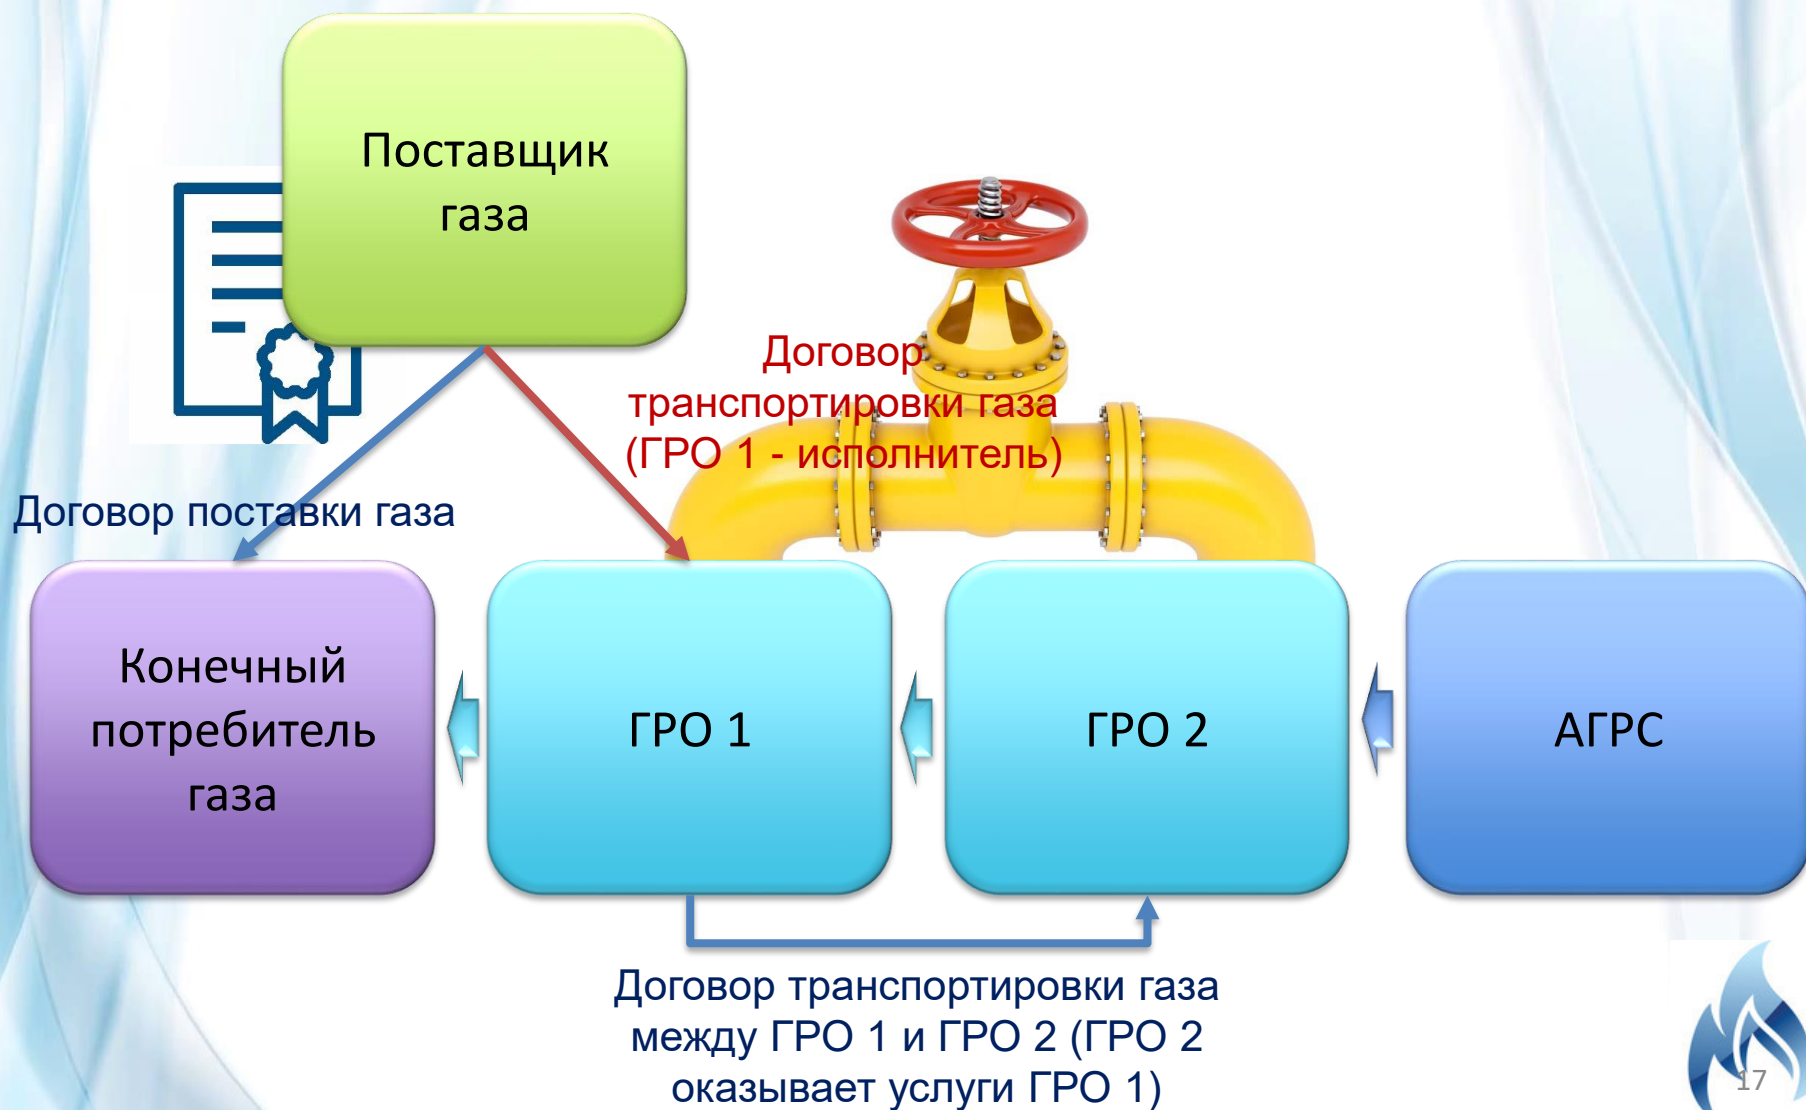 Поставщик
газа
Договор
транспортировки газа
(ГРО 1 - исполнитель)
Договор поставки газа
Конечный
потребитель
газа
ГРО 1
ГРО 2
АГРС
Договор транспортировки газа
между ГРО 1 и ГРО 2 (ГРО 2
оказывает услуги ГРО 1)
17